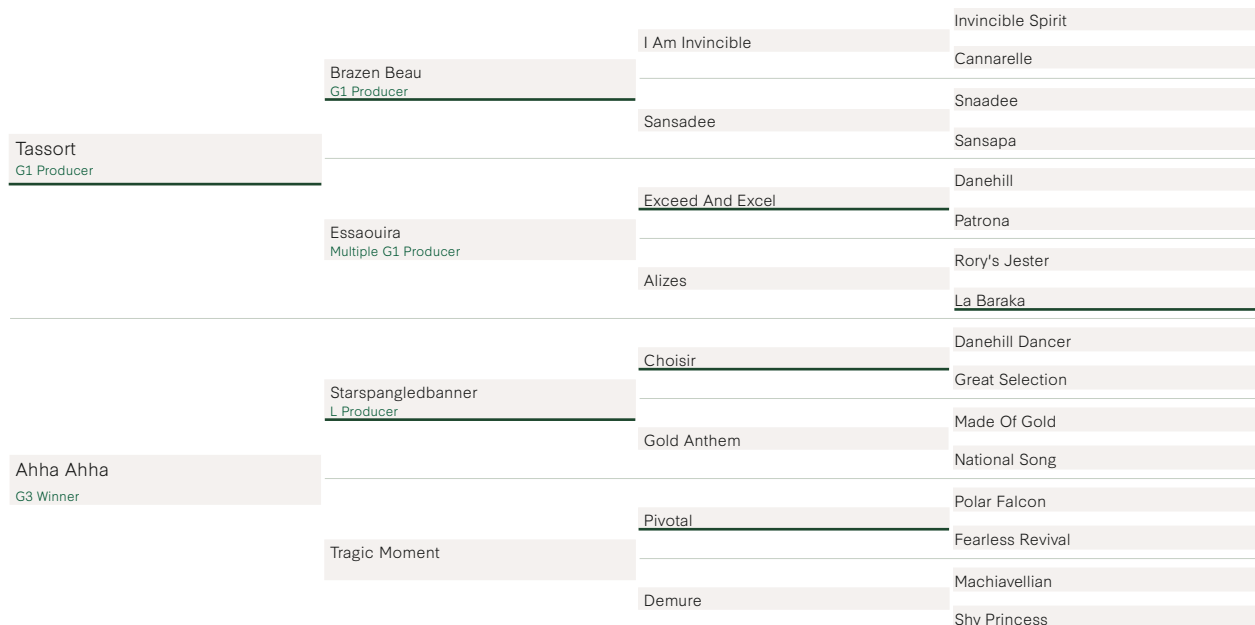 Tassort
G1 Producer
Ahha Ahha
G3 Winner
Brazen Beau
G1 Producer
Essaouira
Multiple G1 Producer
Starspangledbanner
L Producer
Tragic Moment
I Am Invincible
Sansadee
Exceed And Excel
Alizes
Choisir
Gold Anthem
Pivotal
Demure
Invincible Spirit
Cannarelle
Snaadee
Sansapa
Danehill
Patrona
Rory's Jester
La Baraka
Danehill Dancer
Great Selection
Made Of Gold
National Song
Polar Falcon
Fearless Revival
Machiavellian
Shy Princess